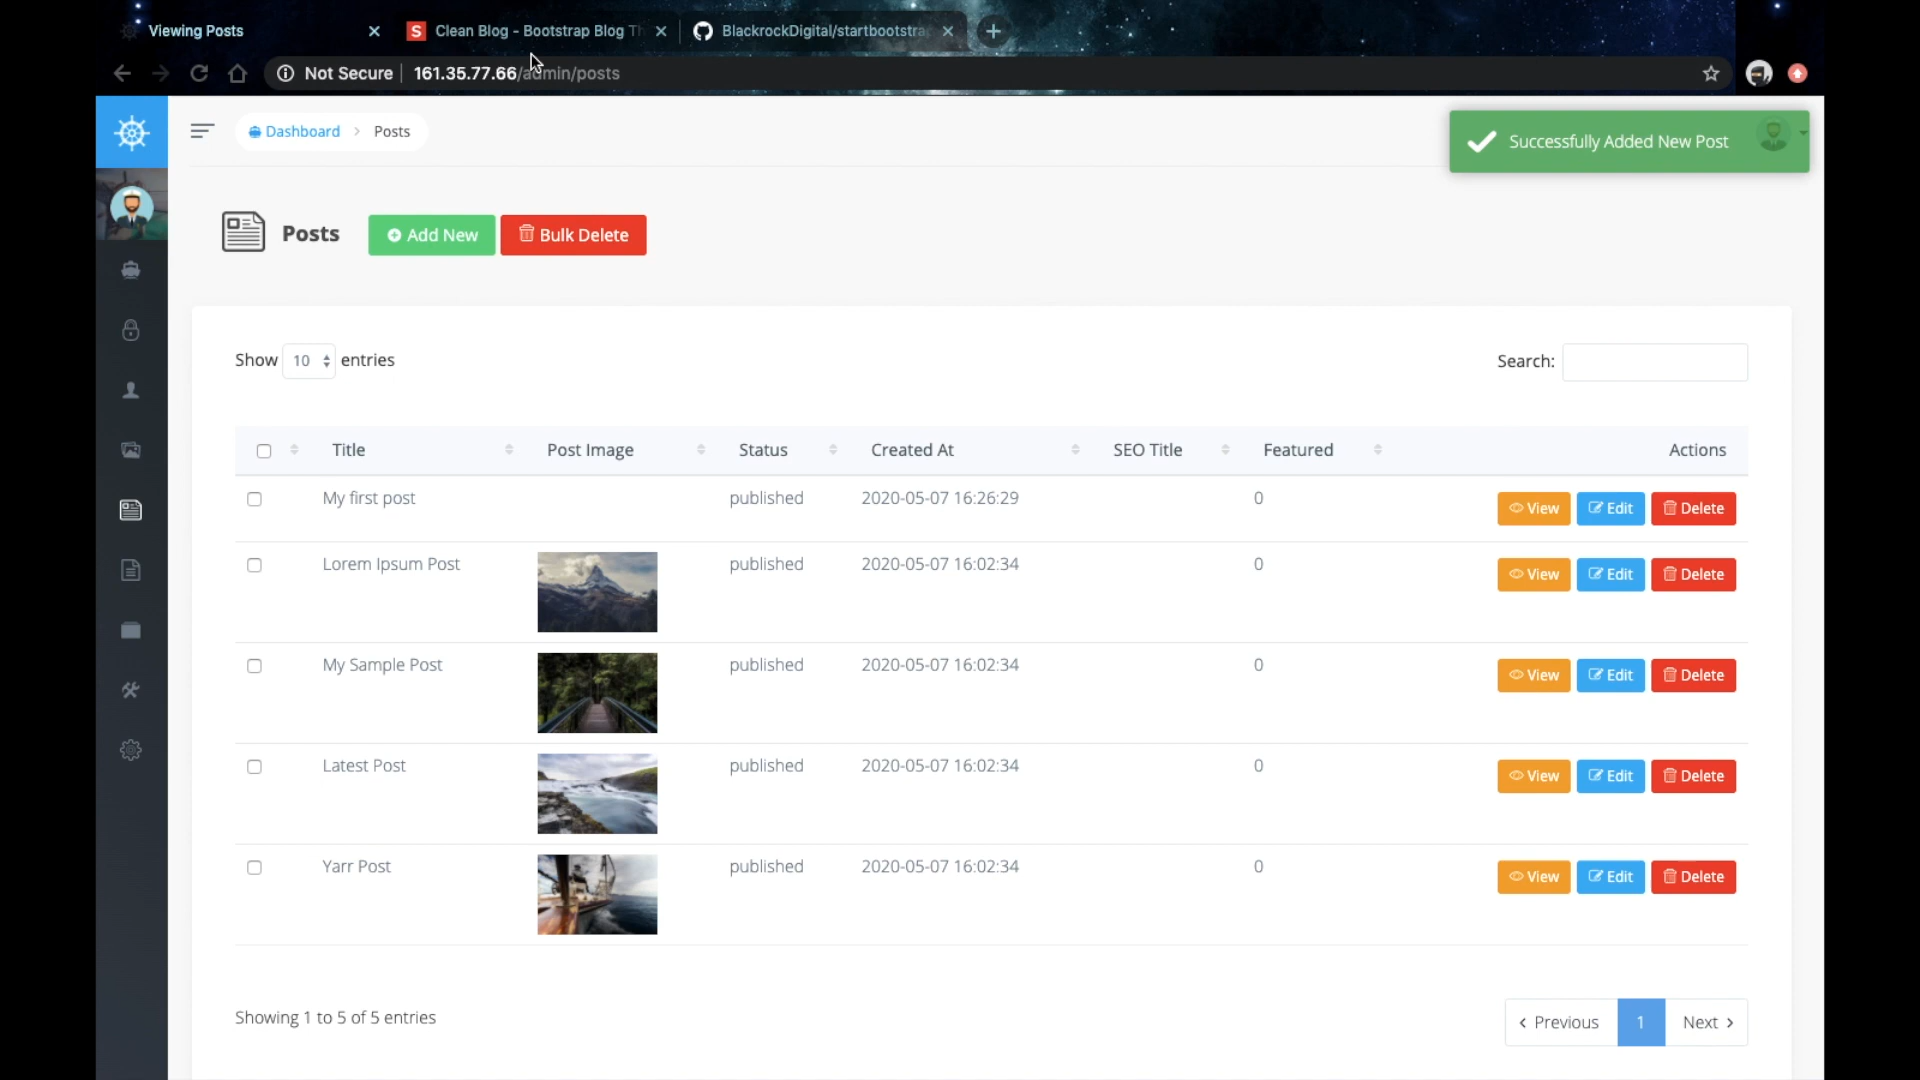 Viewing Posts
Clean Blog - Bootstrap Blog Th
BlackrockDigital/startbootstra
Not Secure
161.35.77.66/admin/posts
Dashboard > Posts
Successfully Added New Post
Posts
Add New
Bulk Delete
Show 10 entries
Search:
Title Post Image Status Created At SEO Title Featured Actions
My first post published 2020-05-07 16:26:29 0 View Edit Delete
Lorem Ipsum Post published 2020-05-07 16:02:34 0 View Edit Delete
My Sample Post published 2020-05-07 16:02:34 0 View Edit Delete
Latest Post published 2020-05-07 16:02:34 0 View Edit Delete
Yarr Post published 2020-05-07 16:02:34 0 View Edit Delete
Showing 1 to 5 of 5 entries
‹ Previous 1 Next ›